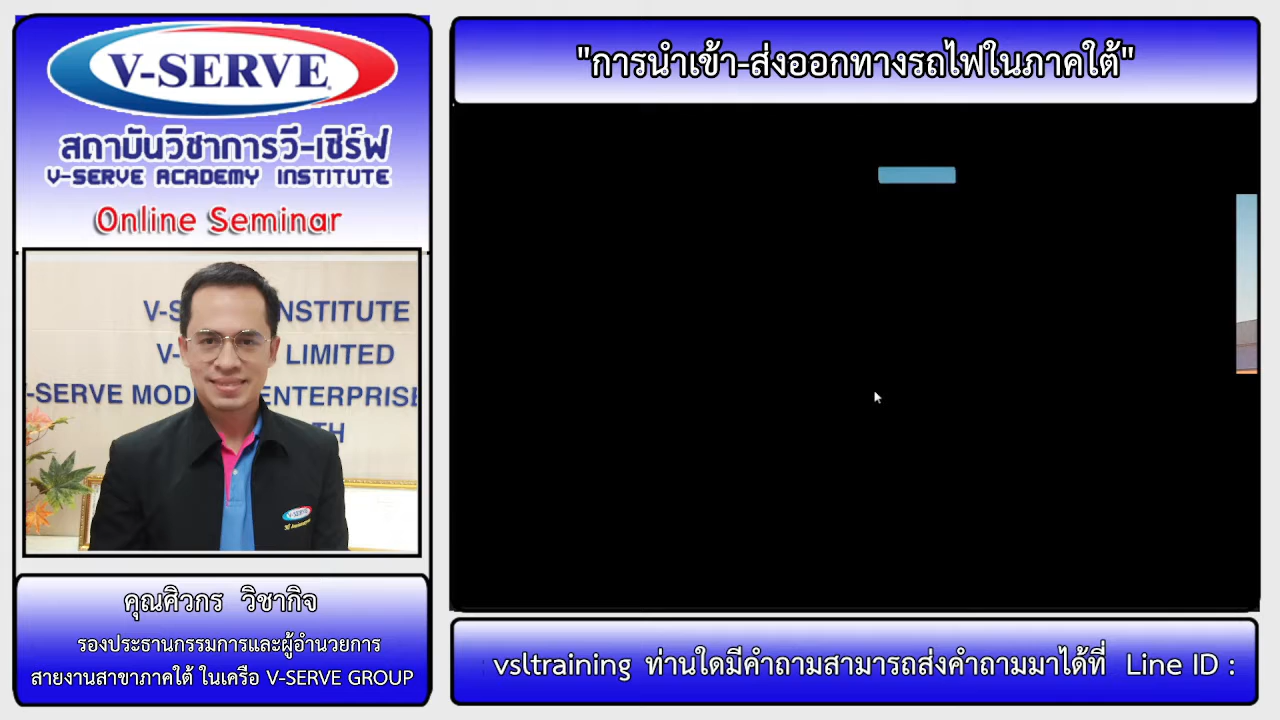 V-SERVE
สถาบันวิชาการวี-เซิร์ฟ
V-SERVE ACADEMY INSTITUTE
Online Seminar
V-S NSTITUTE
V- LIMITED
-SERVE MOD ENTERPRISE
TH
V-SERVE
คุณศิวกร วิชากิจ
รองประธานกรรมการและผู้อำนวยการ
สายงานสาขาภาคใต้ ในเครือ V-SERVE GROUP
"การนำเข้า-ส่งออกทางรถไฟในภาคใต้"
vsltraining ท่านใดมีคำถามสามารถส่งคำถามมาได้ที่ Line ID :